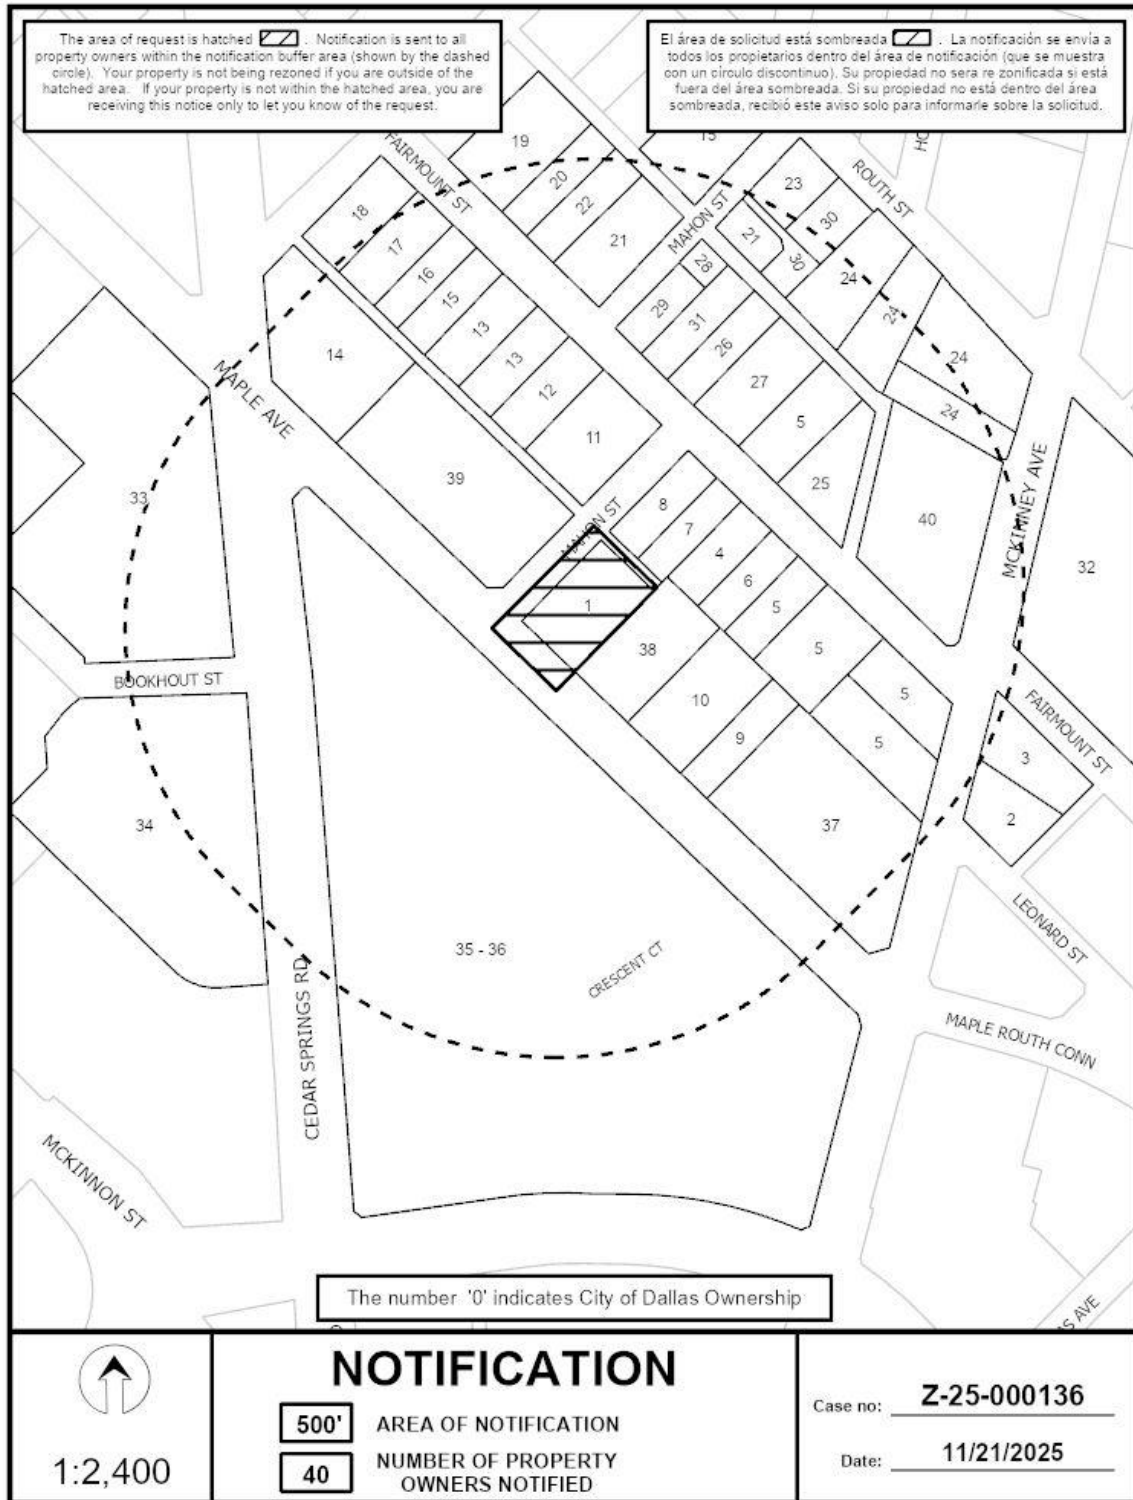 The area of request is hatched . Notification is sent to all
property owners within the notification buffer area (shown by the dashed
circle). Your property is not being rezoned if you are outside of the
hatched area. If your property is not within the hatched area, you are
receiving this notice only to let you know of the request.
El área de solicitud está sombreada . La notificación se envía a
todos los propietarios dentro del área de notificación (que se muestra
con un círculo discontinuo). Su propiedad no sera re zonificada si está
fuera del área sombreada. Si su propiedad no está dentro del área
sombreada, recibió este aviso solo para informarle sobre la solicitud.
FAIRMOUNT ST
19
20
22
21
15
23
30
ROUTH ST
MAHON ST
21
30
28
24
24
24
24
18
17
16
15
13
13
12
11
29
31
26
27
5
25
14
39
MAPLE AVE
33
40
MCKINNEY AVE
32
MAHON ST
8
7
4
6
5
5
5
5
1
38
10
9
37
BOOKHOUT ST
34
FAIRMOUNT ST
3
2
LEONARD ST
35 - 36
CRESCENT CT
CEDAR SPRINGS RD
MAPLE ROUTH CONN
MCKINNON ST
The number '0' indicates City of Dallas Ownership
1:2,400
NOTIFICATION
500' AREA OF NOTIFICATION
40 NUMBER OF PROPERTY
OWNERS NOTIFIED
Case no: Z-25-000136
Date: 11/21/2025